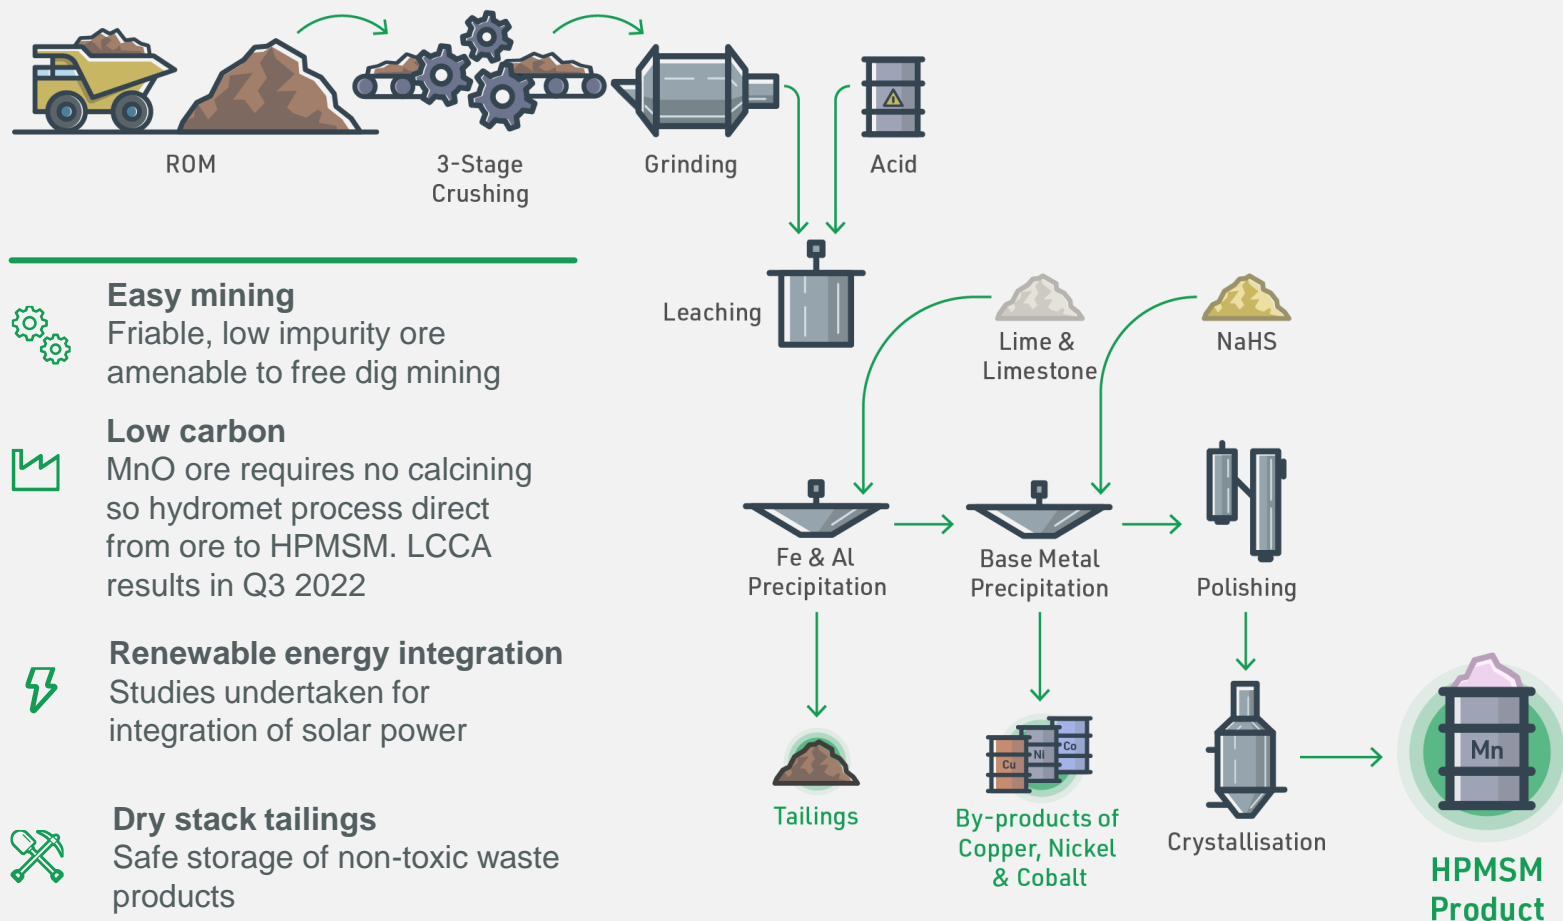 ROM
3-Stage
Crushing
Grinding
Acid
Easy mining
Friable, low impurity ore
amenable to free dig mining
Low carbon
MnO ore requires no calcining
so hydromet process direct
from ore to HPMSM. LCCA
results in Q3 2022
Renewable energy integration
Studies undertaken for
integration of solar power
Dry stack tailings
Safe storage of non-toxic waste
products
Leaching
Lime &
Limestone
NaHS
Fe & Al
Precipitation
Base Metal
Precipitation
Polishing
Tailings
Cu
Ni
Co
By-products of
Copper, Nickel
& Cobalt
Crystallisation
Mn
HPMSM
Product